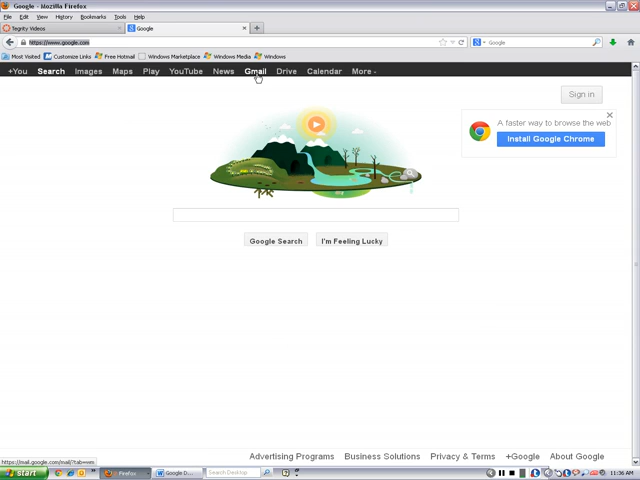 Google - Mozilla Firefox
File Edit View History Bookmarks Tools Help
Tegrity Videos Google
https://www.google.com Google
Most Visited Customize Links Free Hotmail Windows Marketplace Windows Media Windows
+You Search Images Maps Play YouTube News Gmail Drive Calendar More
Sign in
A faster way to browse the web
Install Google Chrome
Google Search I'm Feeling Lucky
Advertising Programs Business Solutions Privacy & Terms +Google About Google
https://mail.google.com/mail/?tab=wm
start Firefox Google D... Search Desktop 11:36 AM